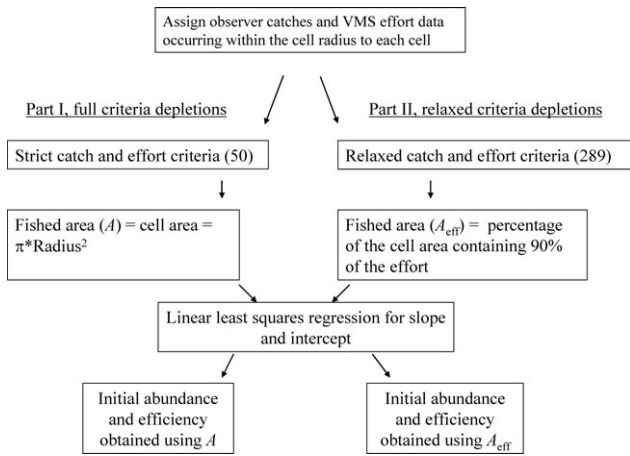 Assign observer catches and VMS effort data
occurring within the cell radius to each cell
Part I, full criteria depletions
Part II, relaxed criteria depletions
Strict catch and effort criteria (50)
Relaxed catch and effort criteria (289)
Fished area (A) = cell area =
π*Radius²
Fished area (A_eff) = percentage
of the cell area containing 90%
of the effort
Linear least squares regression for slope
and intercept
Initial abundance
and efficiency
obtained using A
Initial abundance
and efficiency
obtained using A_eff